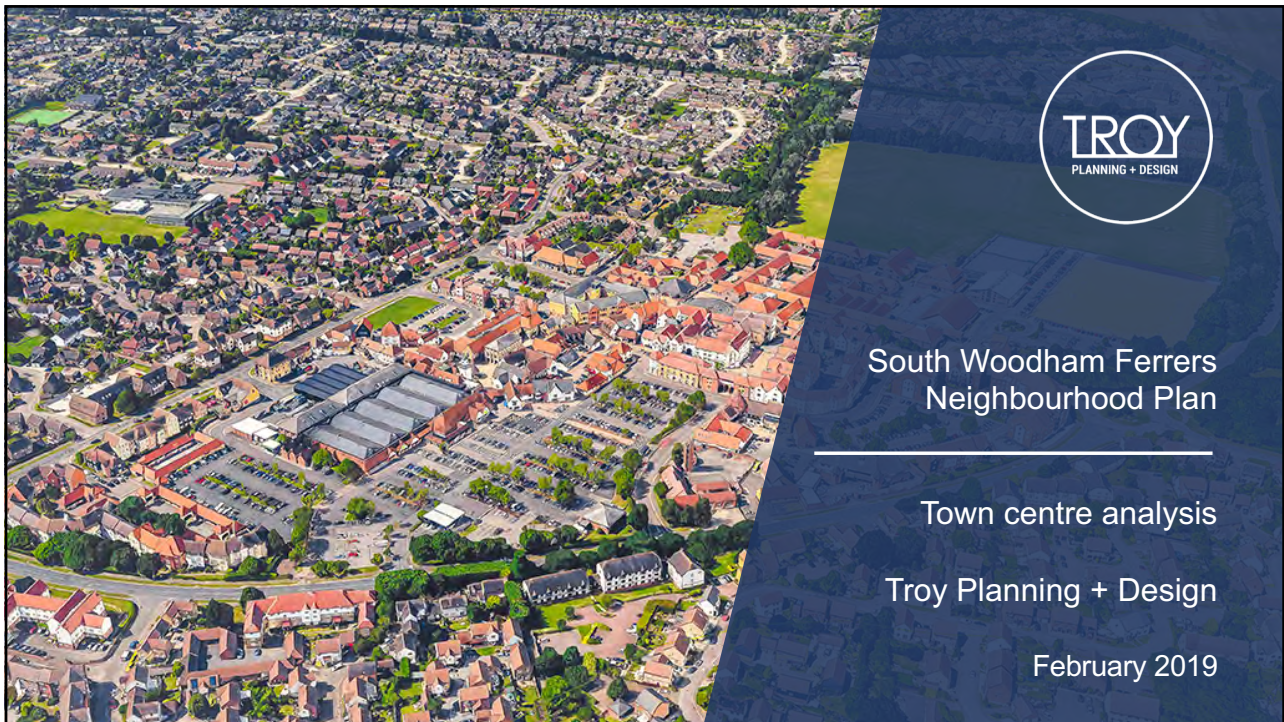 TROY
PLANNING + DESIGN
South Woodham Ferrers
Neighbourhood Plan
Town centre analysis
Troy Planning + Design
February 2019